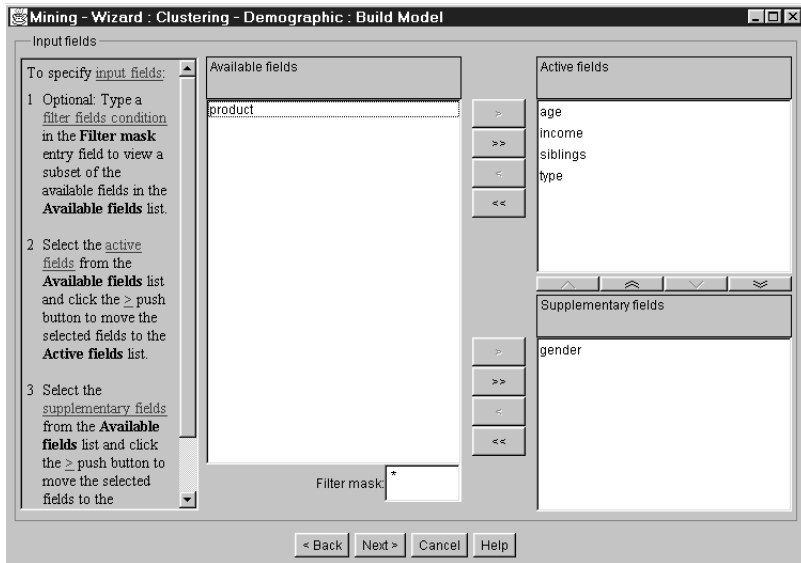 Mining - Wizard : Clustering - Demographic : Build Model
Input fields
To specify input fields:
1 Optional: Type a
filter fields condition
in the Filter mask
entry field to view a
subset of the
available fields in the
Available fields list.
2 Select the active
fields from the
Available fields list
and click the > push
button to move the
selected fields to the
Active fields list.
3 Select the
supplementary fields
from the Available
fields list and click
the > push button to
move the selected
fields to the
Available fields
product
Filter mask: *
>
>>
<
<<
Active fields
age
income
siblings
type
>
>>
<
<<
Supplementary fields
gender
< Back
Next >
Cancel
Help